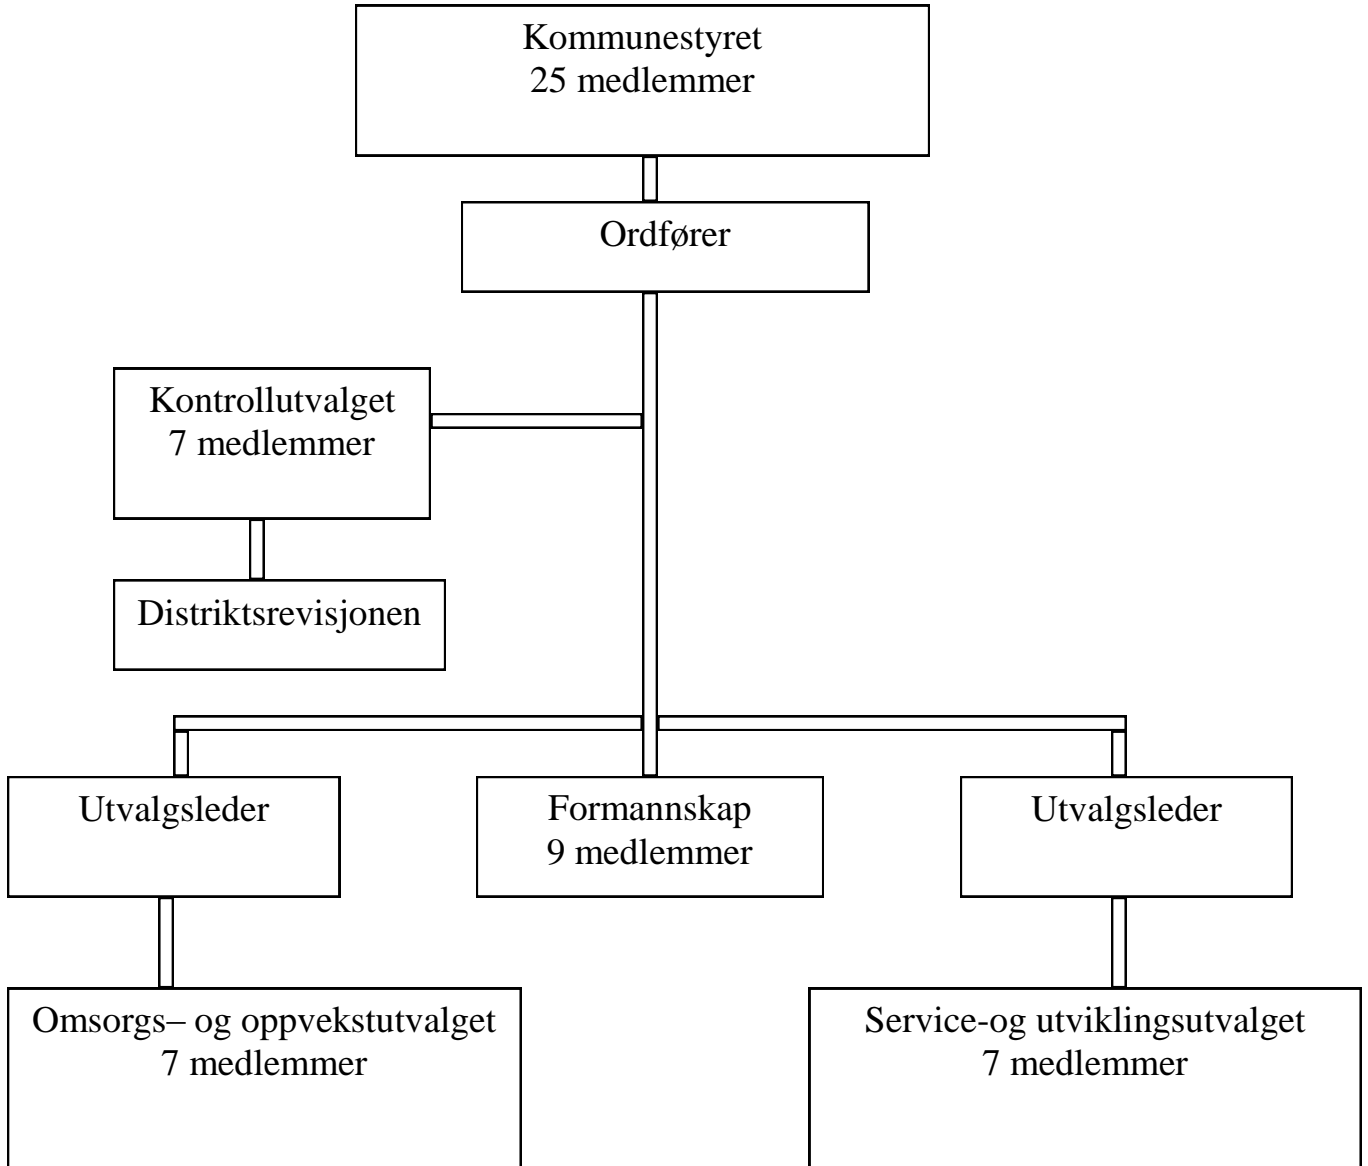 Kommunestyret
25 medlemmer
Ordfører
Kontrollutvalget
7 medlemmer
Distriktsrevisjonen
Utvalgsleder
Formannskap
9 medlemmer
Utvalgsleder
Omsorgs– og oppvekstutvalget
7 medlemmer
Service-og utviklingsutvalget
7 medlemmer